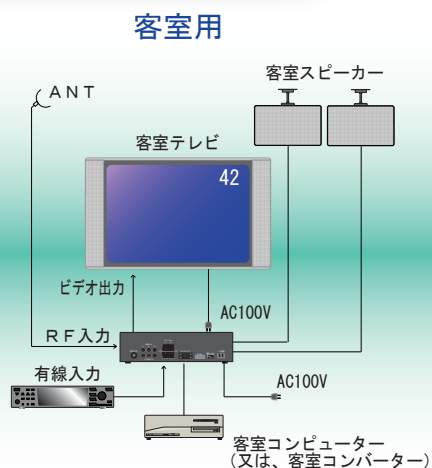 客室用
ANT
客室スピーカー
客室テレビ
42
ビデオ出力
AC100V
RF入力
有線入力
AC100V
客室コンピューター
(又は、客室コンバーター)